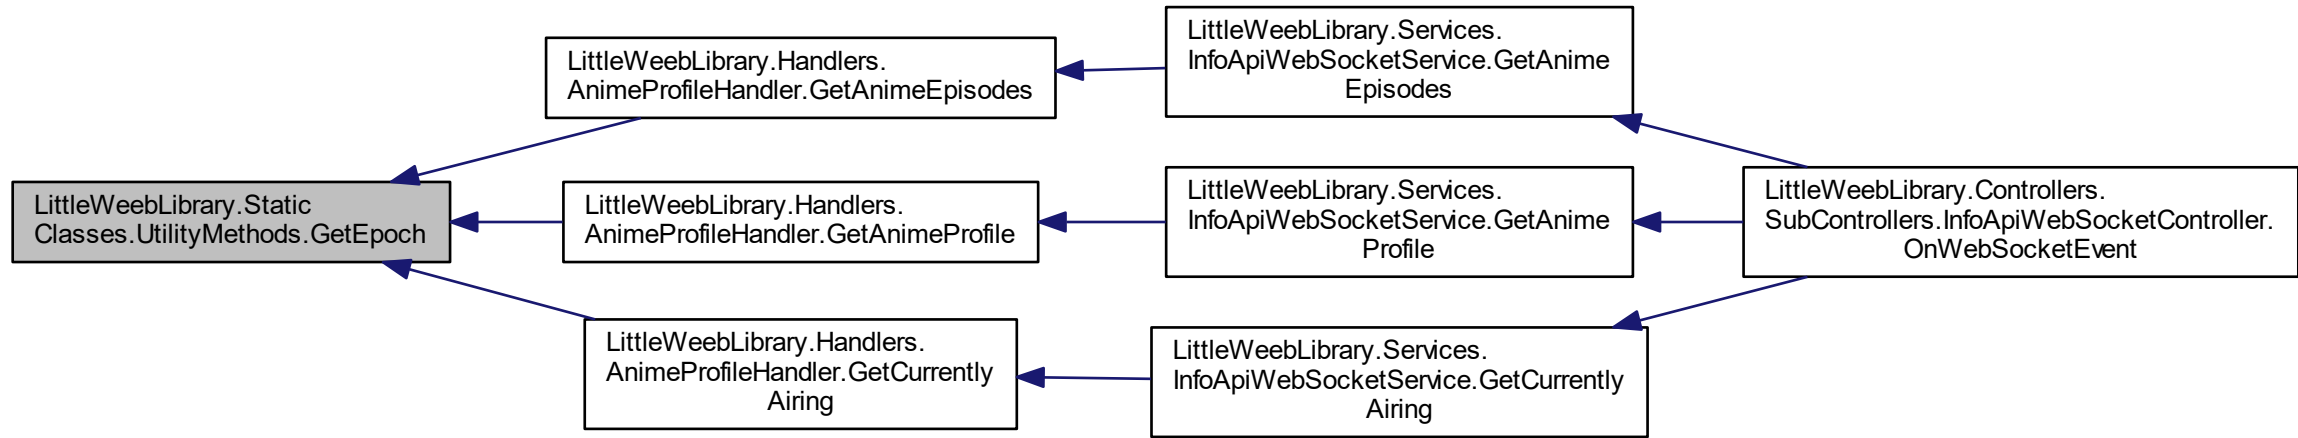 LittleWeebLibrary.Static
Classes.UtilityMethods.GetEpoch
LittleWeebLibrary.Handlers.
AnimeProfileHandler.GetAnimeEpisodes
LittleWeebLibrary.Services.
InfoApiWebSocketService.GetAnime
Episodes
LittleWeebLibrary.Handlers.
AnimeProfileHandler.GetAnimeProfile
LittleWeebLibrary.Services.
InfoApiWebSocketService.GetAnime
Profile
LittleWeebLibrary.Controllers.
SubControllers.InfoApiWebSocketController.
OnWebSocketEvent
LittleWeebLibrary.Handlers.
AnimeProfileHandler.GetCurrently
Airing
LittleWeebLibrary.Services.
InfoApiWebSocketService.GetCurrently
Airing